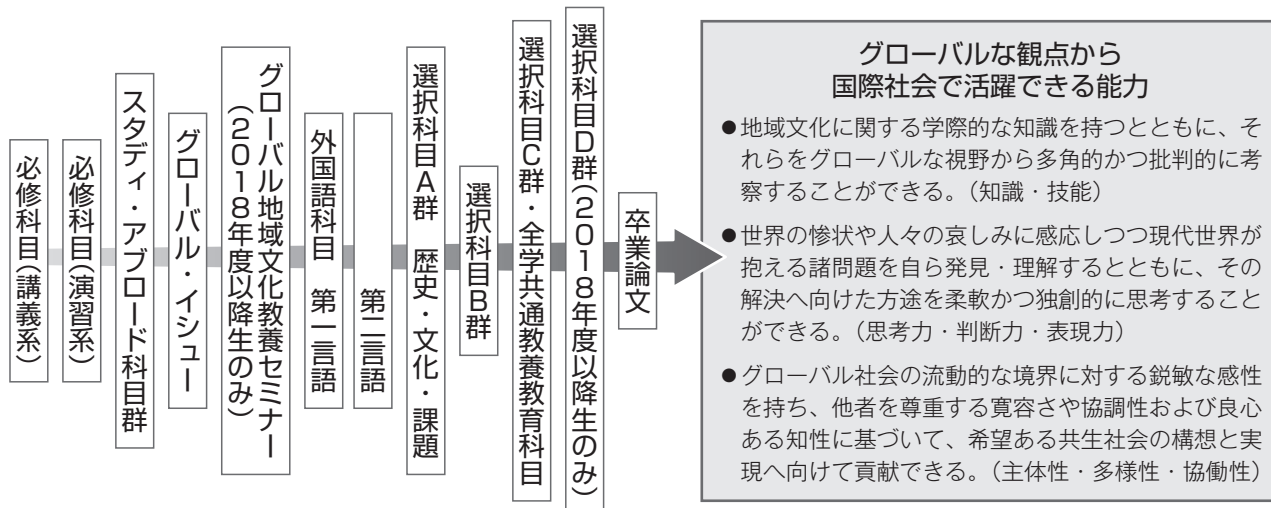 必修科目(講義系)
必修科目(演習系)
スタディ・アブロード科目群
グローバル・イシュー
グローバル地域文化教養セミナー
(2018年度以降生のみ)
外国語科目 第一言語
第二言語
選択科目A群 歴史・文化・課題
選択科目B群
選択科目C群・全学共通教養教育科目
選択科目D群(2018年度以降生のみ)
卒業論文
グローバルな観点から
国際社会で活躍できる能力
●地域文化に関する学際的な知識を持つとともに、そ
れらをグローバルな視野から多角的かつ批判的に考
察することができる。(知識・技能)
●世界の惨状や人々の哀しみに感応しつつ現代世界が
抱える諸問題を自ら発見・理解するとともに、その
解決へ向けた方途を柔軟かつ独創的に思考すること
ができる。(思考力・判断力・表現力)
●グローバル社会の流動的な境界に対する鋭敏な感性
を持ち、他者を尊重する寛容さや協調性および良心
ある知性に基づいて、希望ある共生社会の構想と実
現へ向けて貢献できる。(主体性・多様性・協働性)